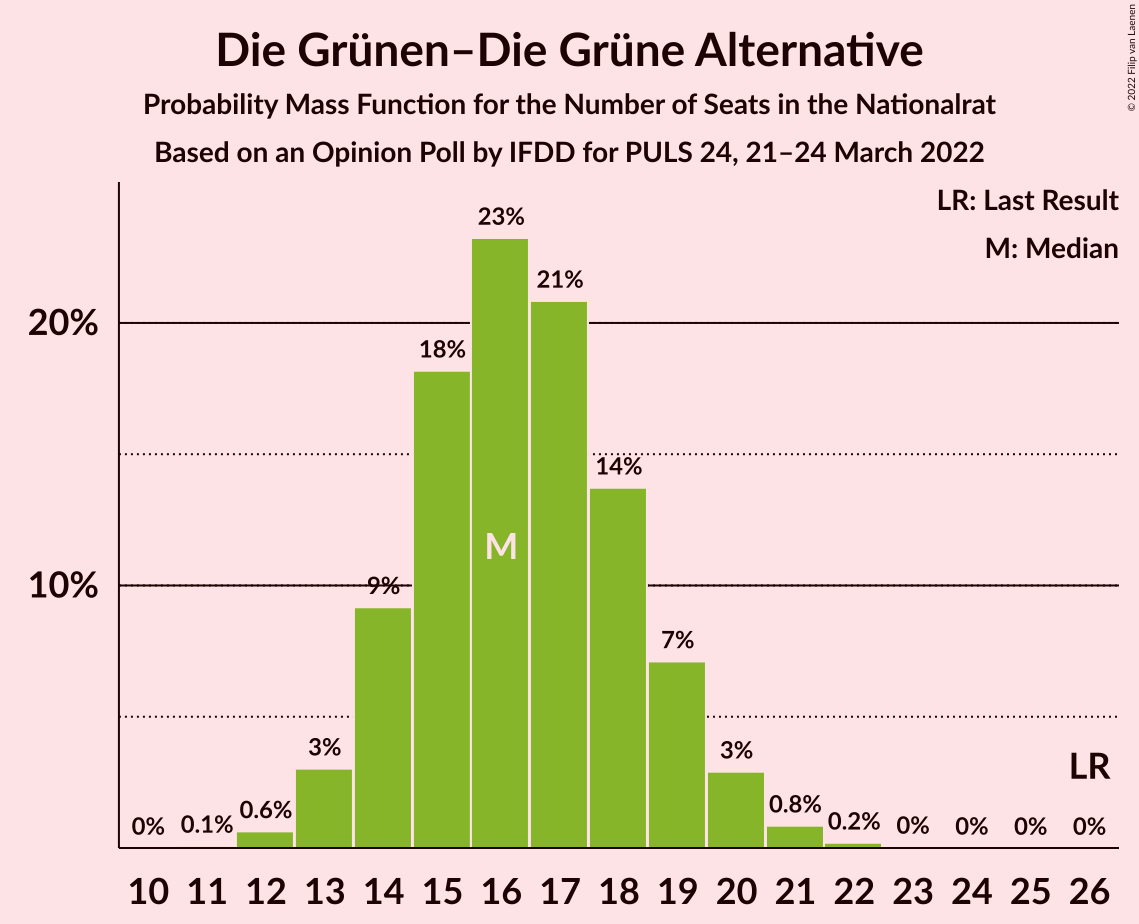 Die Grünen–Die Grüne Alternative
Probability Mass Function for the Number of Seats in the Nationalrat
Based on an Opinion Poll by IFDD for PULS 24, 21–24 March 2022
© 2022 Filip van Laenen
LR: Last Result
M: Median
23%
21%
20%
18%
14%
M
10%
9%
7%
3%
3%
LR
0%
0.1%
0.6%
0.8%
0.2%
0%
0%
0%
0%
10 11 12 13 14 15 16 17 18 19 20 21 22 23 24 25 26